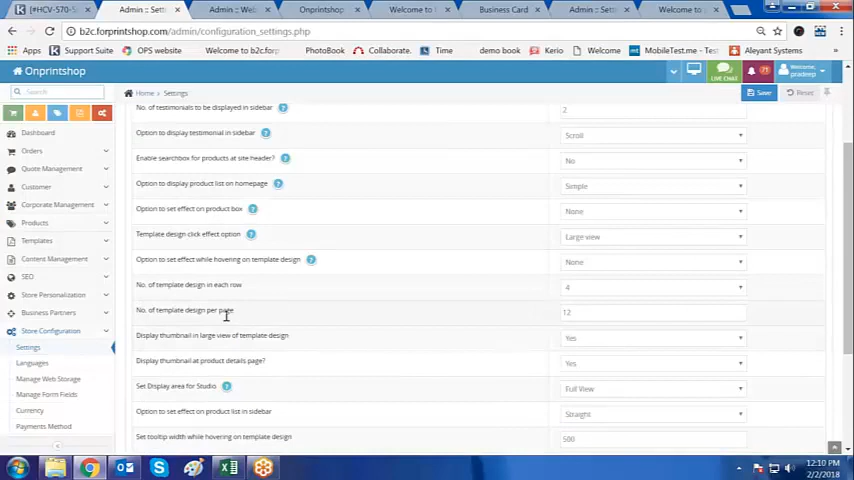 [#HCV-570-5
Admin :: Setti
Admin :: Web
Onprintshop
Welcome to l
Business Card
Admin :: Setti
Welcome to
b2c.forprintshop.com/admin/configuration_settings.php
Apps
Support Suite
OPS website
Welcome to b2c.forp
PhotoBook
Collaborate.
Time
Kerio
Welcome
MobileTest.me - Test
Aleyant Systems
Onprintshop
LIVE CHAT
71
Welcome,
pradeep
Search
Home » Settings
Save
Reset
No. of testimonials to be displayed in sidebar ?
2
Dashboard
Option to display testimonial in sidebar ?
Scroll
Orders
Enable searchbox for products at site header? ?
No
Quote Management
Option to display product list on homepage ?
Simple
Customer
Corporate Management
Option to set effect on product box ?
None
Products
Template design click effect option ?
Large view
Templates
Content Management
Option to set effect while hovering on template design ?
None
SEO
No. of template design in each row
4
Store Personalization
No. of template design per page
12
Business Partners
Store Configuration
Display thumbnail in large view of template design
Yes
Settings
Display thumbnail at product details page?
Yes
Languages
Manage Web Storage
Set Display area for Studio ?
Full View
Manage Form Fields
Currency
Option to set effect on product list in sidebar
Straight
Payments Method
Set tooltip width while hovering on template design
500
12:10 PM
2/2/2018